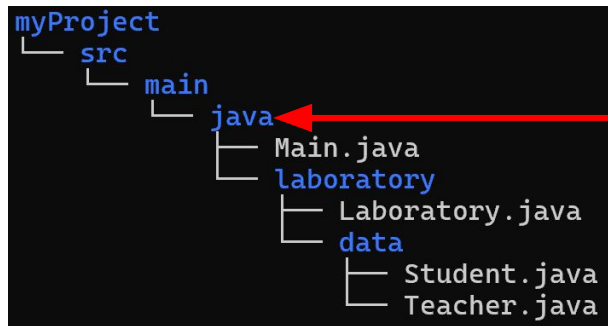 myProject
src
main
java
Main.java
laboratory
Laboratory.java
data
Student.java
Teacher.java